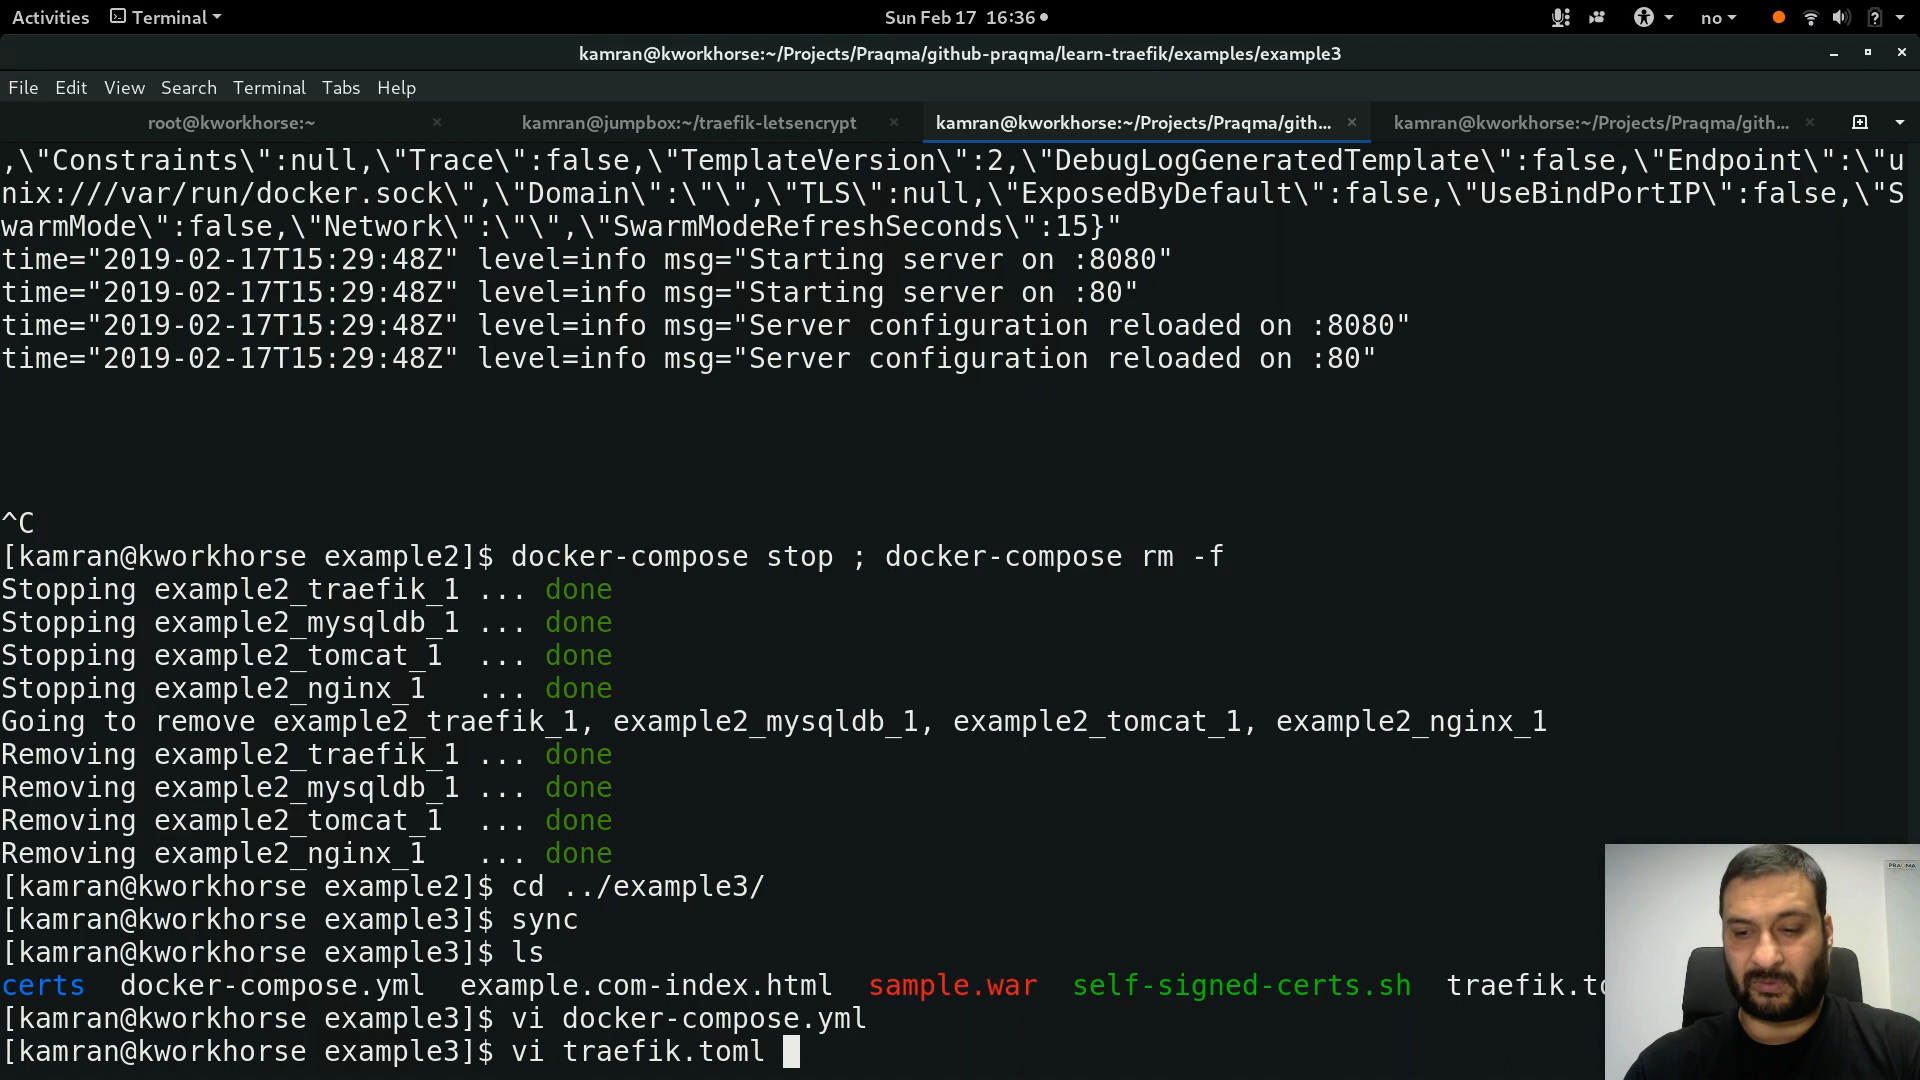 Activities Terminal Sun Feb 17 16:36 no
kamran@kworkhorse:~/Projects/Praqma/github-praqma/learn-traefik/examples/example3
File Edit View Search Terminal Tabs Help
root@kworkhorse:~ kamran@jumpbox:~/traefik-letsencrypt kamran@kworkhorse:~/Projects/Praqma/gith... kamran@kworkhorse:~/Projects/Praqma/gith...
,\"Constraints\":null,\"Trace\":false,\"TemplateVersion\":2,\"DebugLogGeneratedTemplate\":false,\"Endpoint\":\"u
nix:///var/run/docker.sock\",\"Domain\":\"\",\"TLS\":null,\"ExposedByDefault\":false,\"UseBindPortIP\":false,\"S
warmMode\":false,\"Network\":\"\",\"SwarmModeRefreshSeconds\":15}"
time="2019-02-17T15:29:48Z" level=info msg="Starting server on :8080"
time="2019-02-17T15:29:48Z" level=info msg="Starting server on :80"
time="2019-02-17T15:29:48Z" level=info msg="Server configuration reloaded on :8080"
time="2019-02-17T15:29:48Z" level=info msg="Server configuration reloaded on :80"
^C
[kamran@kworkhorse example2]$ docker-compose stop ; docker-compose rm -f
Stopping example2_traefik_1 ... done
Stopping example2_mysqldb_1 ... done
Stopping example2_tomcat_1 ... done
Stopping example2_nginx_1 ... done
Going to remove example2_traefik_1, example2_mysqldb_1, example2_tomcat_1, example2_nginx_1
Removing example2_traefik_1 ... done
Removing example2_mysqldb_1 ... done
Removing example2_tomcat_1 ... done
Removing example2_nginx_1 ... done
[kamran@kworkhorse example2]$ cd ../example3/
[kamran@kworkhorse example3]$ sync
[kamran@kworkhorse example3]$ ls
certs docker-compose.yml example.com-index.html sample.war self-signed-certs.sh traefik.to
[kamran@kworkhorse example3]$ vi docker-compose.yml
[kamran@kworkhorse example3]$ vi traefik.toml
PRAQMA